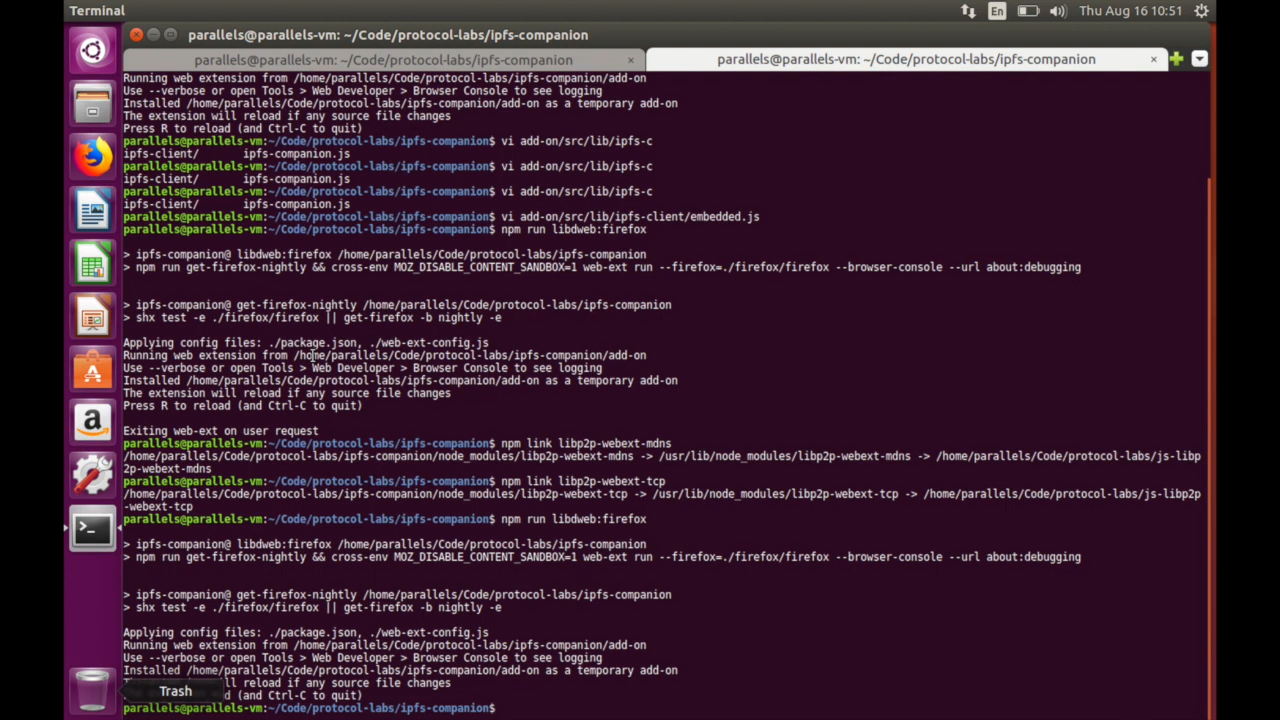 Terminal
En
Thu Aug 16 10:51
parallels@parallels-vm: ~/Code/protocol-labs/ipfs-companion
parallels@parallels-vm: ~/Code/protocol-labs/ipfs-companion ×
parallels@parallels-vm: ~/Code/protocol-labs/ipfs-companion ×
Running web extension from /home/parallels/Code/protocol-labs/ipfs-companion/add-on
Use --verbose or open Tools > Web Developer > Browser Console to see logging
Installed /home/parallels/Code/protocol-labs/ipfs-companion/add-on as a temporary add-on
The extension will reload if any source file changes
Press R to reload (and Ctrl-C to quit)
parallels@parallels-vm:~/Code/protocol-labs/ipfs-companion$ vi add-on/src/lib/ipfs-c
ipfs-client/ ipfs-companion.js
parallels@parallels-vm:~/Code/protocol-labs/ipfs-companion$ vi add-on/src/lib/ipfs-c
ipfs-client/ ipfs-companion.js
parallels@parallels-vm:~/Code/protocol-labs/ipfs-companion$ vi add-on/src/lib/ipfs-c
ipfs-client/ ipfs-companion.js
parallels@parallels-vm:~/Code/protocol-labs/ipfs-companion$ vi add-on/src/lib/ipfs-client/embedded.js
parallels@parallels-vm:~/Code/protocol-labs/ipfs-companion$ npm run libdweb:firefox
> ipfs-companion@ libdweb:firefox /home/parallels/Code/protocol-labs/ipfs-companion
> npm run get-firefox-nightly && cross-env MOZ_DISABLE_CONTENT_SANDBOX=1 web-ext run --firefox=./firefox/firefox --browser-console --url about:debugging
> ipfs-companion@ get-firefox-nightly /home/parallels/Code/protocol-labs/ipfs-companion
> shx test -e ./firefox/firefox || get-firefox -b nightly -e
Applying config files: ./package.json, ./web-ext-config.js
Running web extension from /home/parallels/Code/protocol-labs/ipfs-companion/add-on
Use --verbose or open Tools > Web Developer > Browser Console to see logging
Installed /home/parallels/Code/protocol-labs/ipfs-companion/add-on as a temporary add-on
The extension will reload if any source file changes
Press R to reload (and Ctrl-C to quit)
Exiting web-ext on user request
parallels@parallels-vm:~/Code/protocol-labs/ipfs-companion$ npm link libp2p-webext-mdns
/home/parallels/Code/protocol-labs/ipfs-companion/node_modules/libp2p-webext-mdns -> /usr/lib/node_modules/libp2p-webext-mdns -> /home/parallels/Code/protocol-labs/js-libp
2p-webext-mdns
parallels@parallels-vm:~/Code/protocol-labs/ipfs-companion$ npm link libp2p-webext-tcp
/home/parallels/Code/protocol-labs/ipfs-companion/node_modules/libp2p-webext-tcp -> /usr/lib/node_modules/libp2p-webext-tcp -> /home/parallels/Code/protocol-labs/js-libp2p
-webext-tcp
parallels@parallels-vm:~/Code/protocol-labs/ipfs-companion$ npm run libdweb:firefox
> ipfs-companion@ libdweb:firefox /home/parallels/Code/protocol-labs/ipfs-companion
> npm run get-firefox-nightly && cross-env MOZ_DISABLE_CONTENT_SANDBOX=1 web-ext run --firefox=./firefox/firefox --browser-console --url about:debugging
> ipfs-companion@ get-firefox-nightly /home/parallels/Code/protocol-labs/ipfs-companion
> shx test -e ./firefox/firefox || get-firefox -b nightly -e
Applying config files: ./package.json, ./web-ext-config.js
Running web extension from /home/parallels/Code/protocol-labs/ipfs-companion/add-on
Use --verbose or open Tools > Web Developer > Browser Console to see logging
Installed /home/parallels/Code/protocol-labs/ipfs-companion/add-on as a temporary add-on
will reload if any source file changes
Trash
d (and Ctrl-C to quit)
parallels@parallels-vm:~/Code/protocol-labs/ipfs-companion$